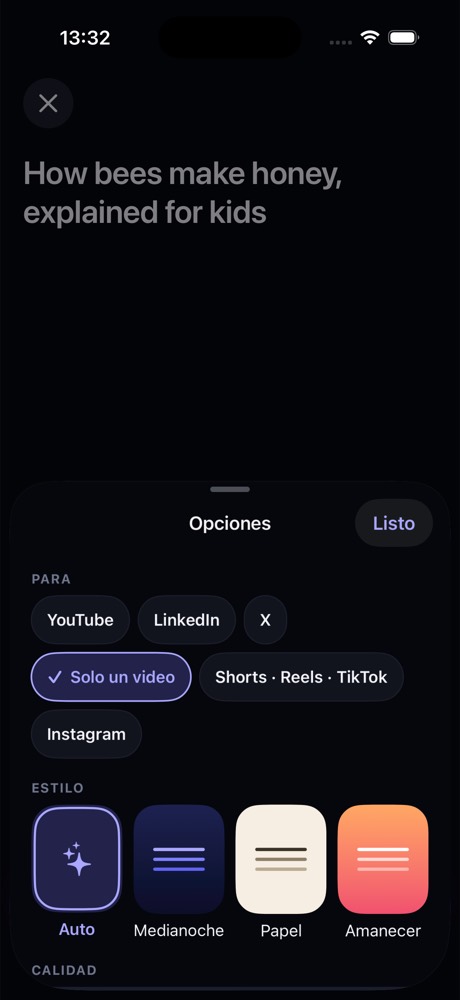 13:32
How bees make honey,
explained for kids
Opciones
Listo
PARA
YouTube
LinkedIn
X
Solo un video
Shorts · Reels · TikTok
Instagram
ESTILO
Auto
Medianoche
Papel
Amanecer
CALIDAD